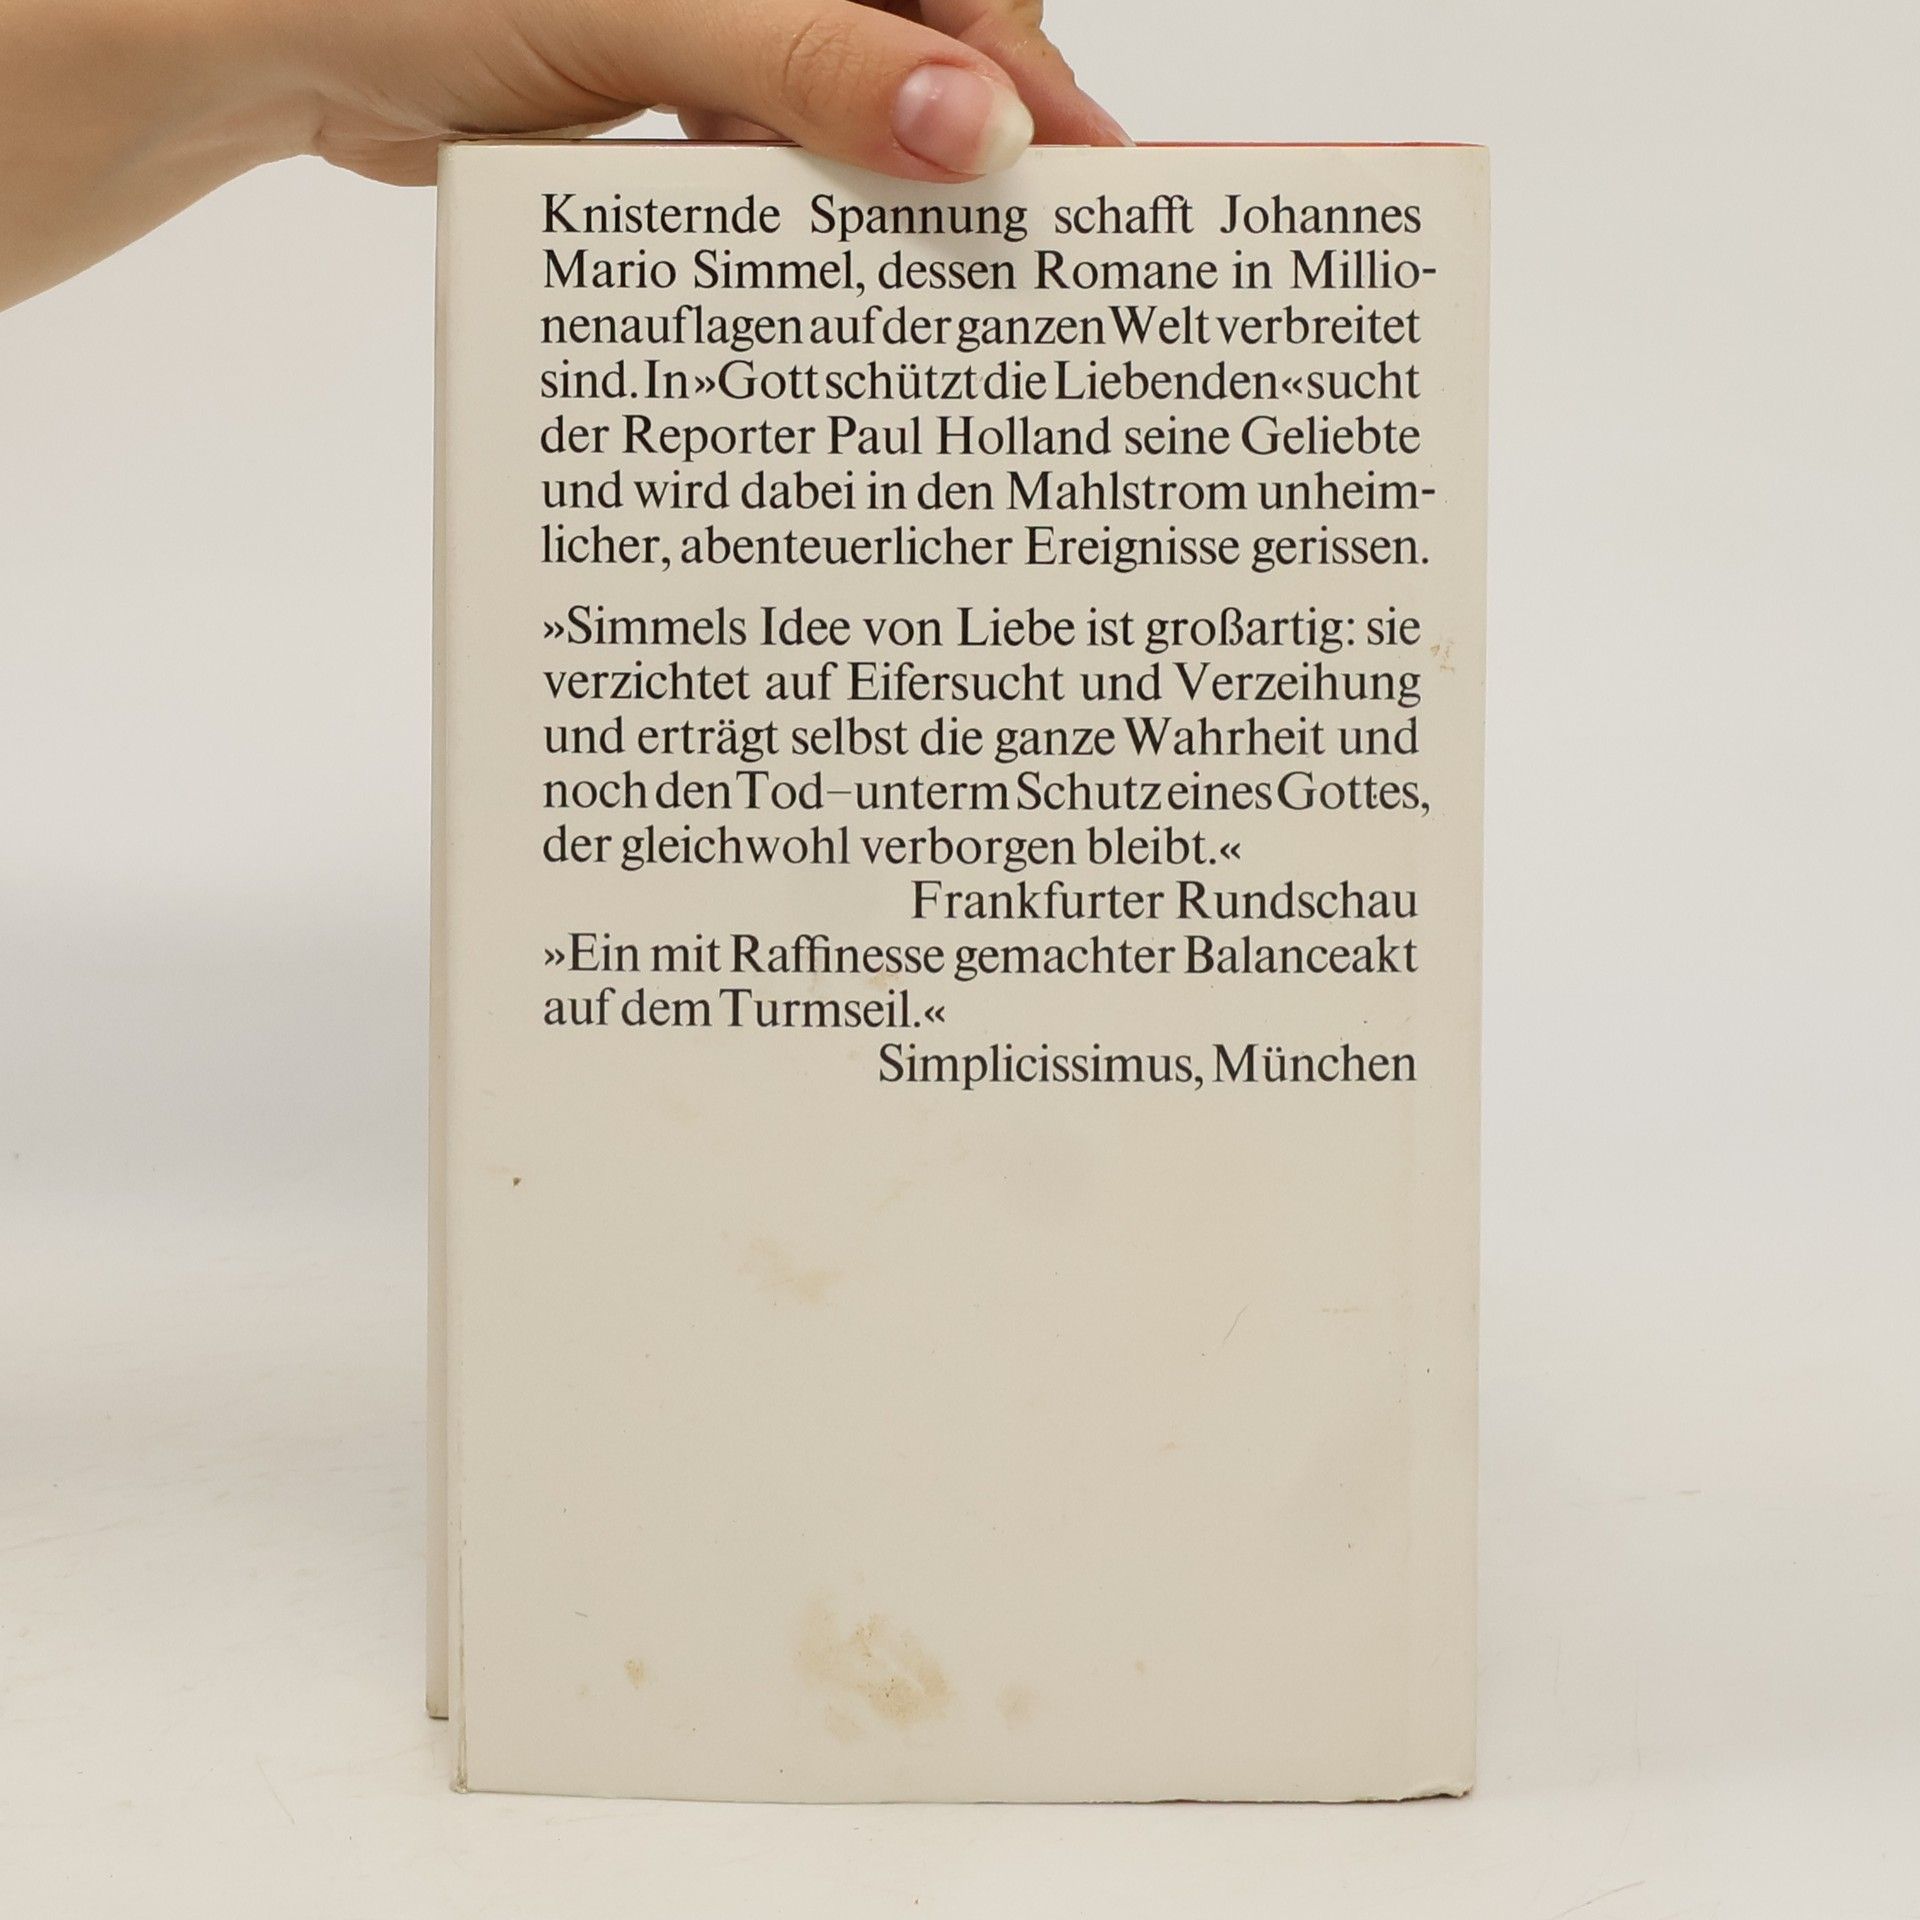 Knisternde Spannung schafft Johannes
Mario Simmel, dessen Romane in Millio-
nenauflagen auf der ganzen Welt verbreitet
sind. In »Gott schützt die Liebenden« sucht
der Reporter Paul Holland seine Geliebte
und wird dabei in den Mahlstrom unheim-
licher, abenteuerlicher Ereignisse gerissen.
»Simmels Idee von Liebe ist großartig: sie
verzichtet auf Eifersucht und Verzeihung
und erträgt selbst die ganze Wahrheit und
noch den Tod – unterm Schutz eines Gottes,
der gleichwohl verborgen bleibt.«
Frankfurter Rundschau
»Ein mit Raffinesse gemachter Balanceakt
auf dem Turmseil.«
Simplicissimus, München